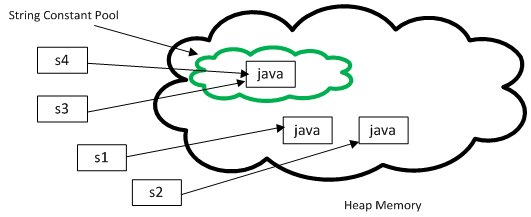 String Constant Pool
s4
java
s3
java
java
s1
s2
Heap Memory